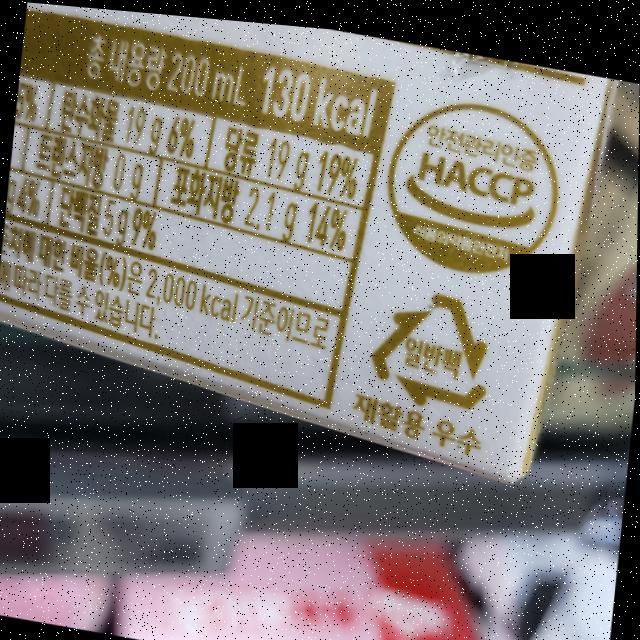 총 내용량 200 mL 130 kcal
탄수화물 19 g 6% 당류 19 g 19%
트랜스지방 0 g 포화지방 2.1 g 14%
4% 단백질 5 g 9%
대한 비율(%)은 2,000 kcal 기준이므로
따라 다를 수 있습니다.
안전관리인증
HACCP
일반팩
재활용 우수